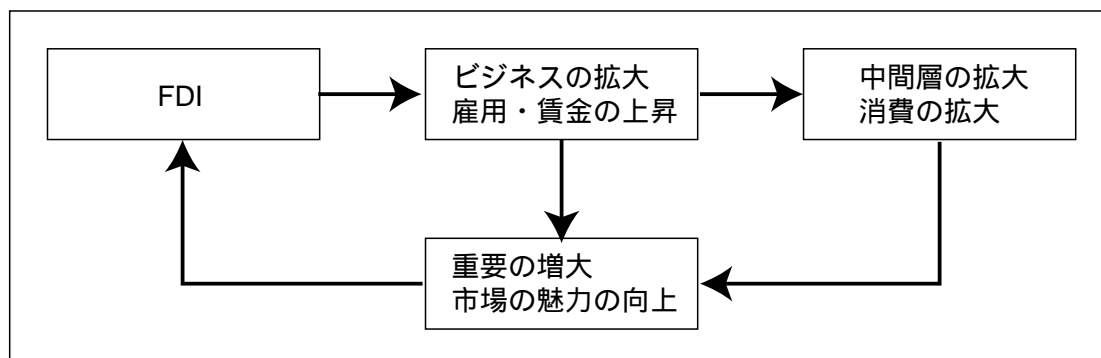 FDI
ビジネスの拡大
雇用・賃金の上昇
中間層の拡大
消費の拡大
重要の増大
市場の魅力の向上